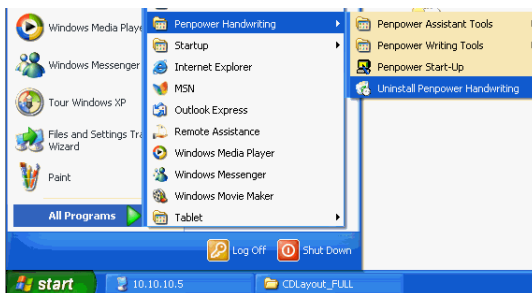 Windows Media Playe
Windows Messenger
Tour Windows XP
Files and Settings Tra
Wizard
Paint
All Programs
Penpower Handwriting
Startup
Internet Explorer
MSN
Outlook Express
Remote Assistance
Windows Media Player
Windows Messenger
Windows Movie Maker
Tablet
Penpower Assistant Tools
Penpower Writing Tools
Penpower Start-Up
Uninstall Penpower Handwriting
Log Off
Shut Down
start
10.10.10.5
CDLayout_FULL